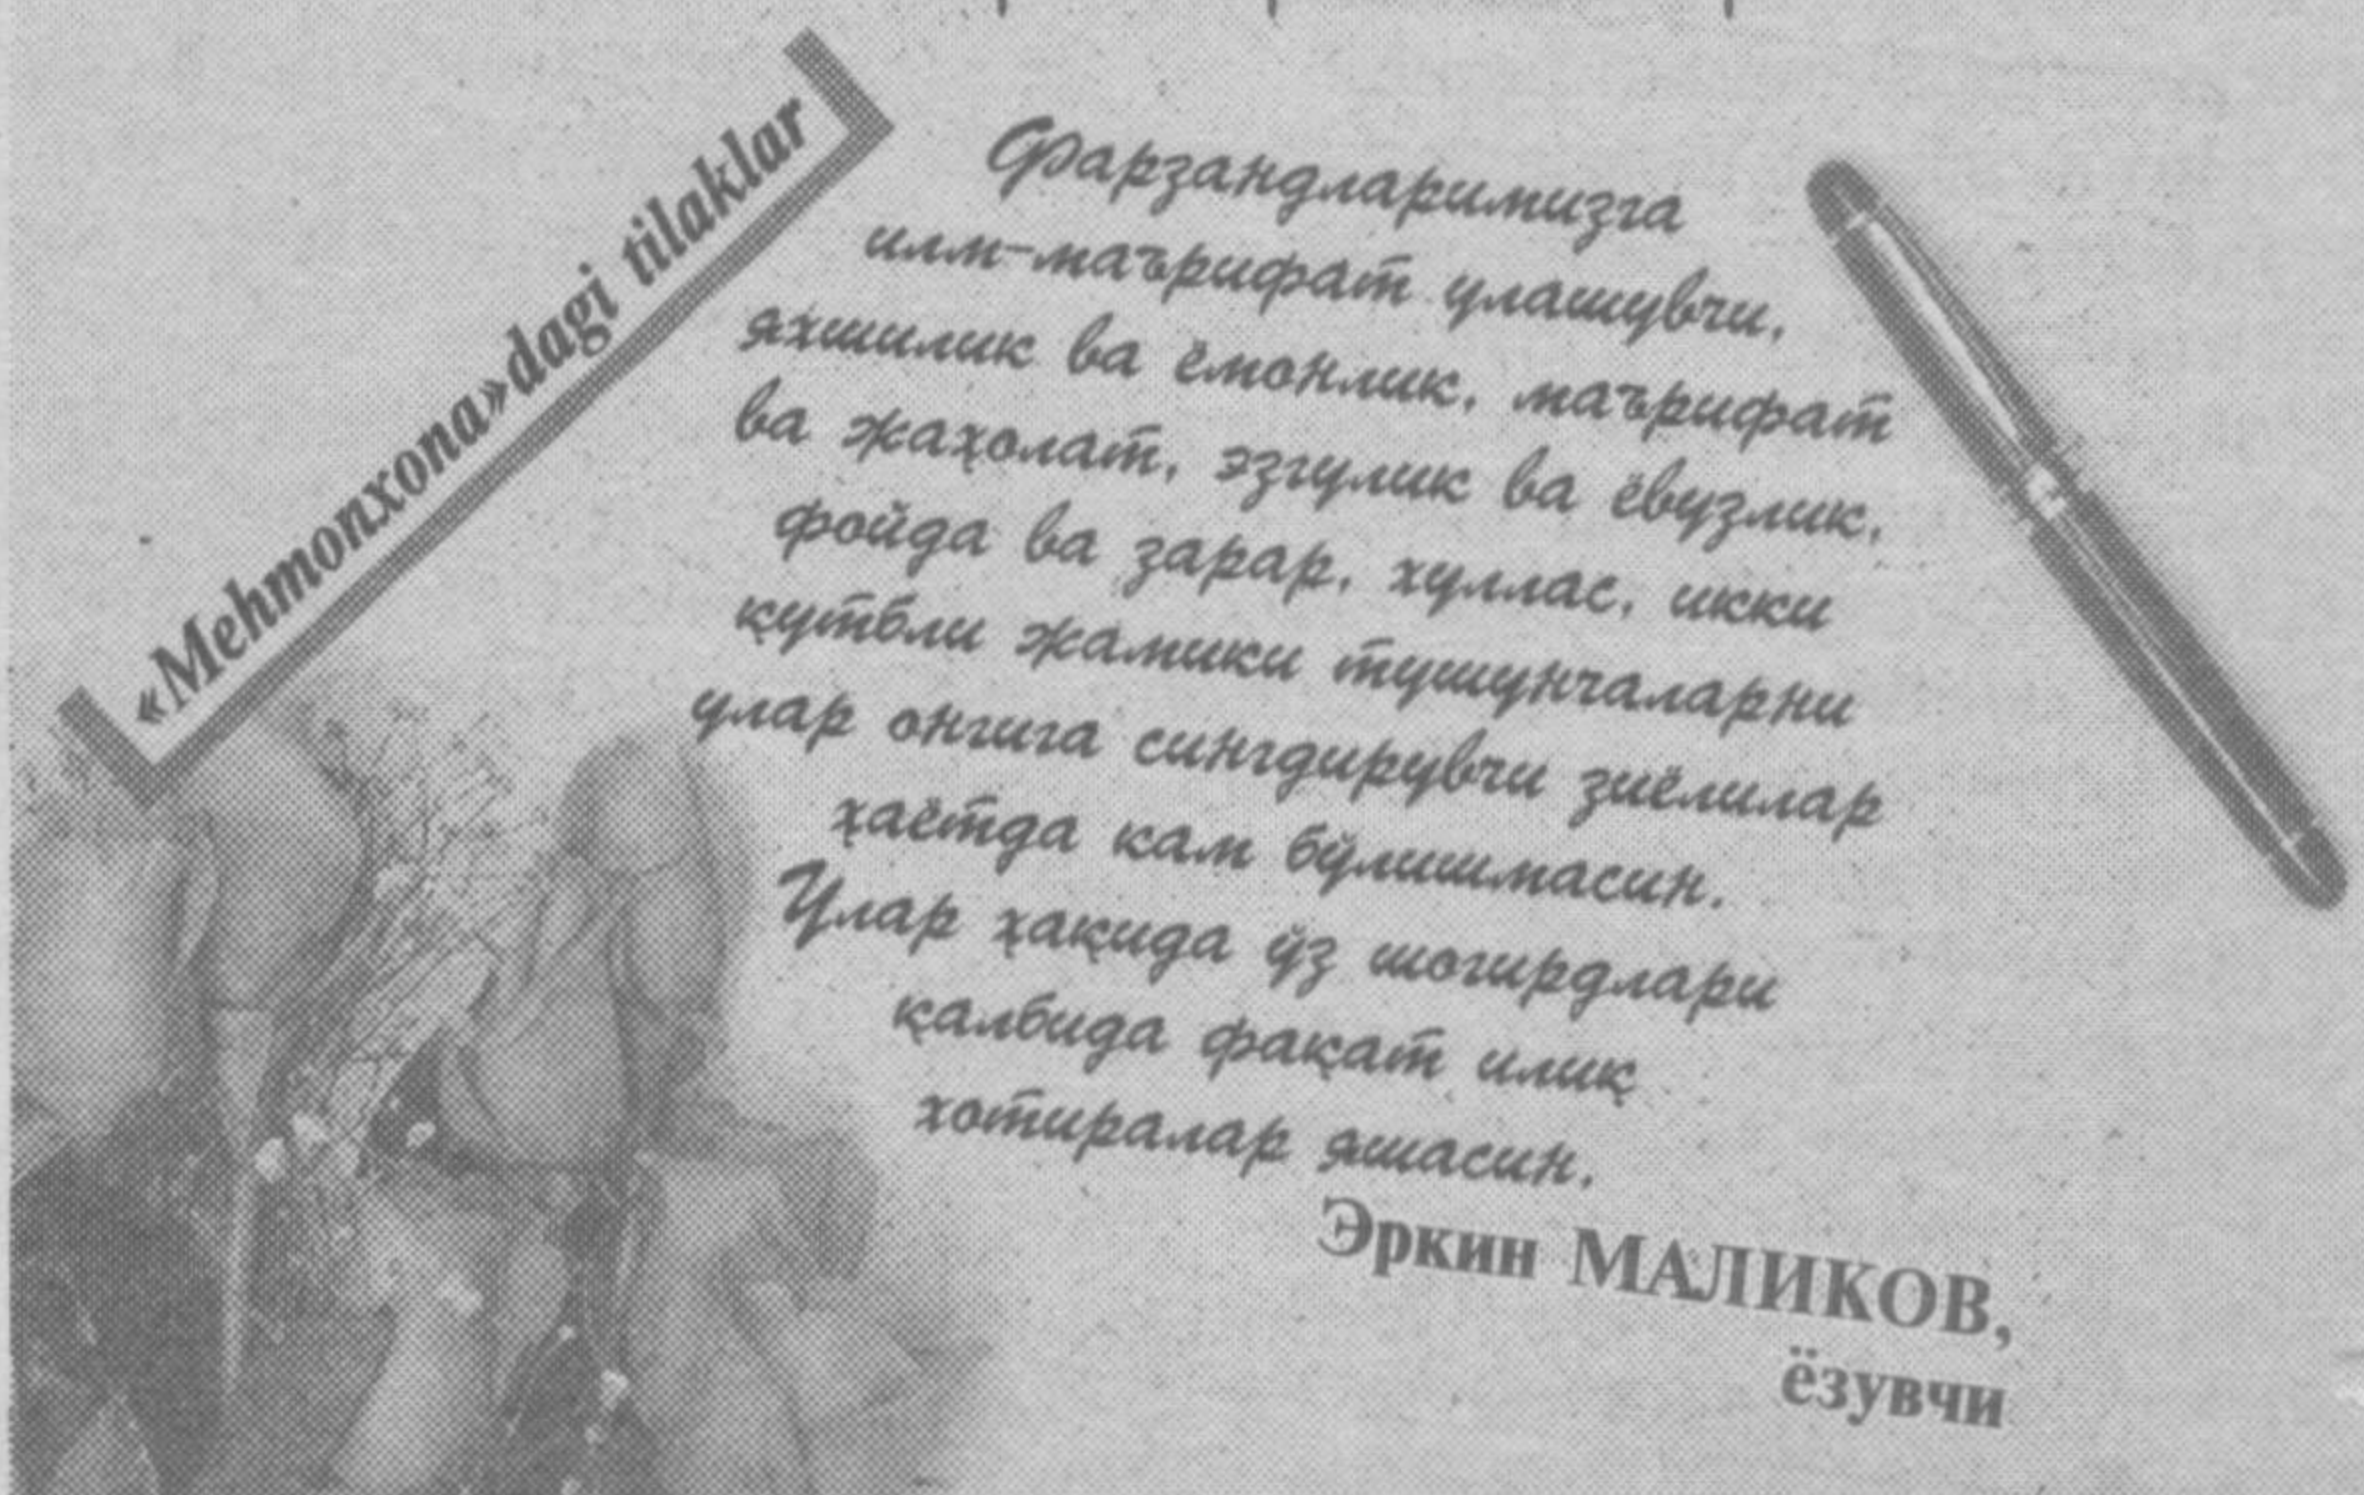 «Mehmonxona»dagi tilaklar
Фарзандларимизга
илм-маърифат улашувчи,
яхшилик ва ёмонлик, маърифат
ва жаҳолат, эзгулик ва ёвузлик,
фойда ва зарар, хуллас, икки
қутбли жамики тушунчаларни
улар онгига сингдирувчи зиёлилар
ҳаётда кам бўлишмасин.
Улар ҳақида ўз шогирдлари
қалбида фақат илиқ
хотиралар яшасин.
Эркин МАЛИКОВ,
ёзувчи